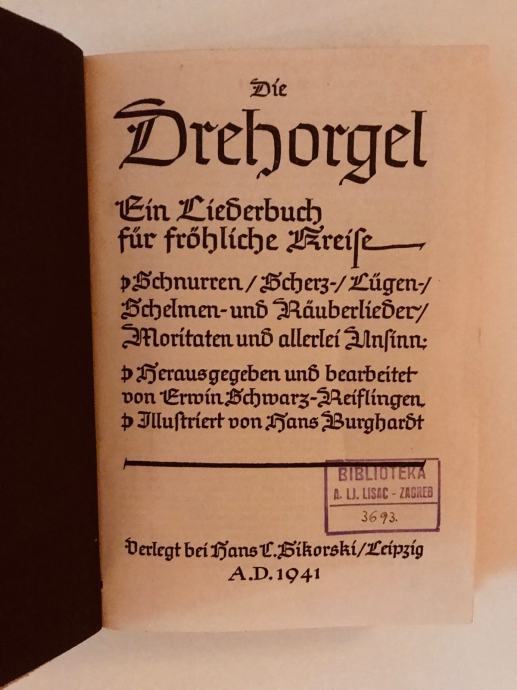 Die
Drehorgel
Ein Liederbuch
für fröhliche Kreise
Schnurren / Scherz-/ Lügen-/
Schelmen- und Räuberlieder/
Moritaten und allerlei Unsinn;
Herausgegeben und bearbeitet
von Erwin Schwarz-Reiflingen
Illustriert von Hans Burghardt
BIBLIOTEKA
A. LJ. LISAC - ZAGREB
3693.
Verlegt bei Hans C. Sikorski/Leipzig
A.D. 1941